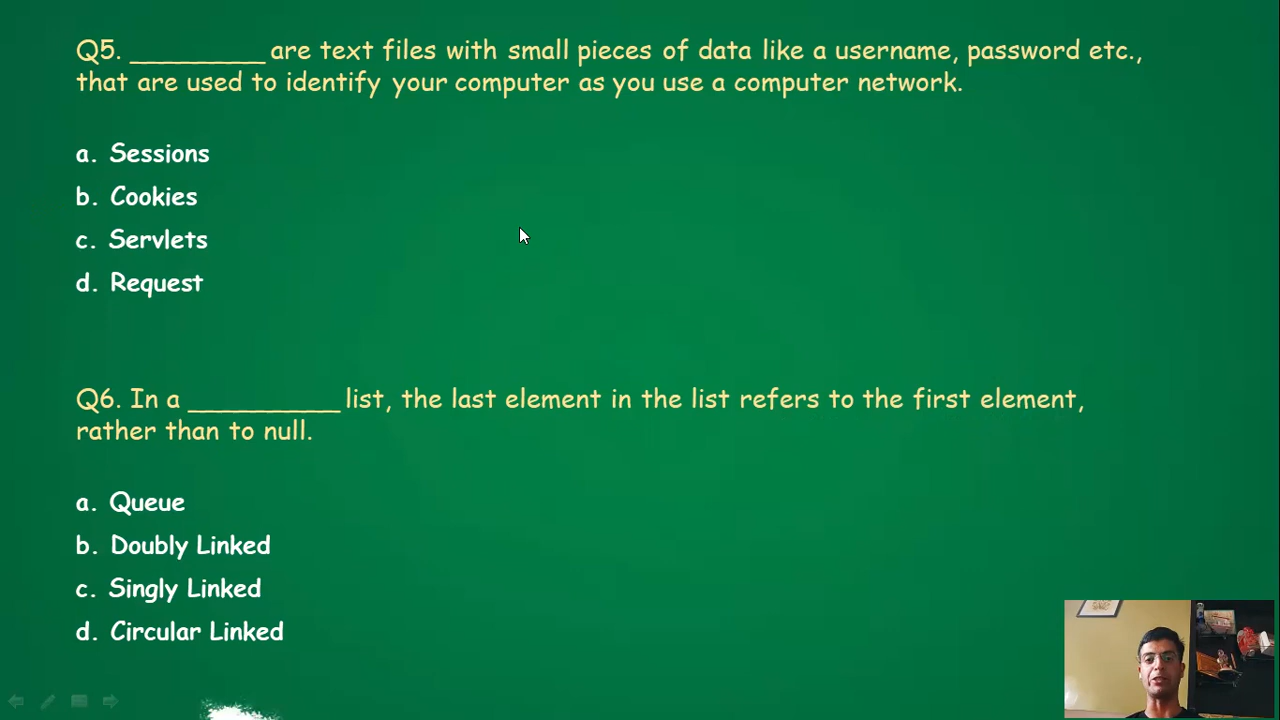 Q5. __________ are text files with small pieces of data like a username, password etc.,
that are used to identify your computer as you use a computer network.
a. Sessions
b. Cookies
c. Servlets
d. Request
Q6. In a ___________ list, the last element in the list refers to the first element,
rather than to null.
a. Queue
b. Doubly Linked
c. Singly Linked
d. Circular Linked